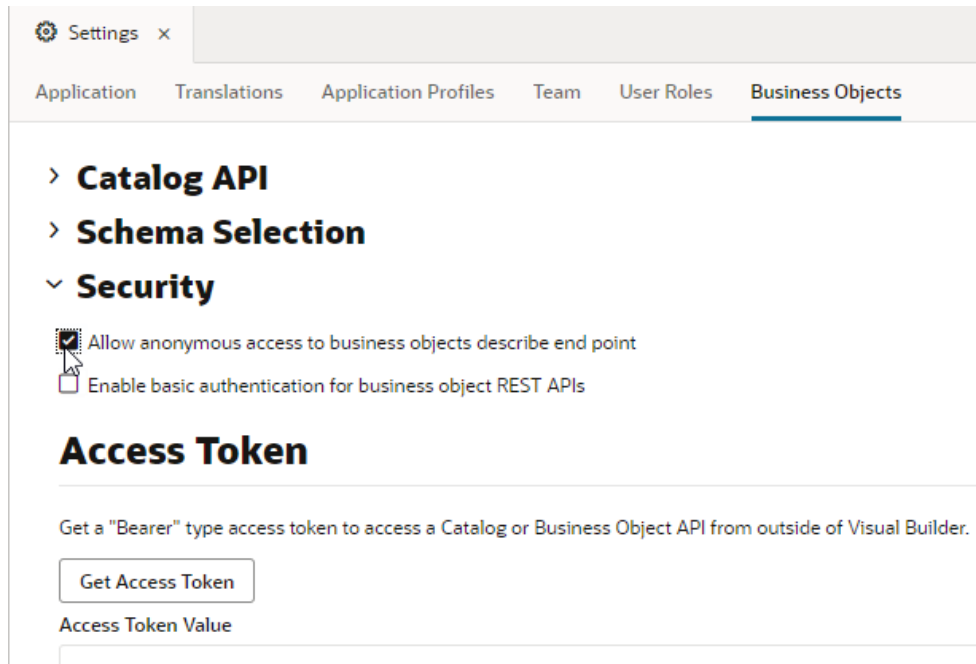 Settings
Application Translations Application Profiles Team User Roles Business Objects
Catalog API
Schema Selection
Security
Allow anonymous access to business objects describe end point
Enable basic authentication for business object REST APIs
Access Token
Get a "Bearer" type access token to access a Catalog or Business Object API from outside of Visual Builder.
Get Access Token
Access Token Value